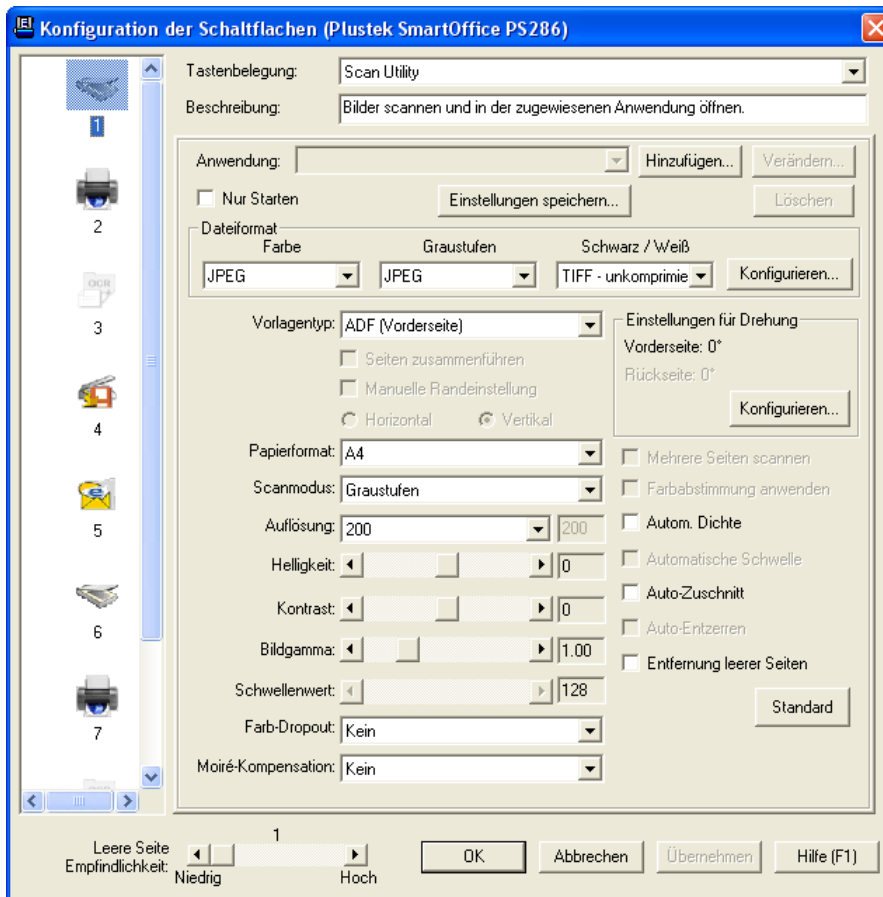 Konfiguration der Schaltflächen (Plustek SmartOffice PS286)
1
2
OCR
3
4
5
6
7
Tastenbelegung: Scan Utility
Beschreibung: Bilder scannen und in der zugewiesenen Anwendung öffnen.
Anwendung: Hinzufügen... Verändern...
Nur Starten Einstellungen speichern... Löschen
Dateiformat
Farbe Graustufen Schwarz / Weiß
JPEG JPEG TIFF - unkomprimie Konfigurieren...
Vorlagentyp: ADF (Vorderseite)
Seiten zusammenführen
Manuelle Randeinstellung
Horizontal Vertikal
Einstellungen für Drehung
Vorderseite: 0°
Rückseite: 0°
Konfigurieren...
Papierformat: A4
Scanmodus: Graustufen
Auflösung: 200 200
Helligkeit: 0
Kontrast: 0
Bildgamma: 1.00
Schwellenwert: 128
Farb-Dropout: Kein
Moiré-Kompensation: Kein
Mehrere Seiten scannen
Farbabstimmung anwenden
Autom. Dichte
Automatische Schwelle
Auto-Zuschnitt
Auto-Entzerren
Entfernung leerer Seiten
Standard
Leere Seite
Empfindlichkeit:
1
Niedrig Hoch
OK Abbrechen Übernehmen Hilfe (F1)